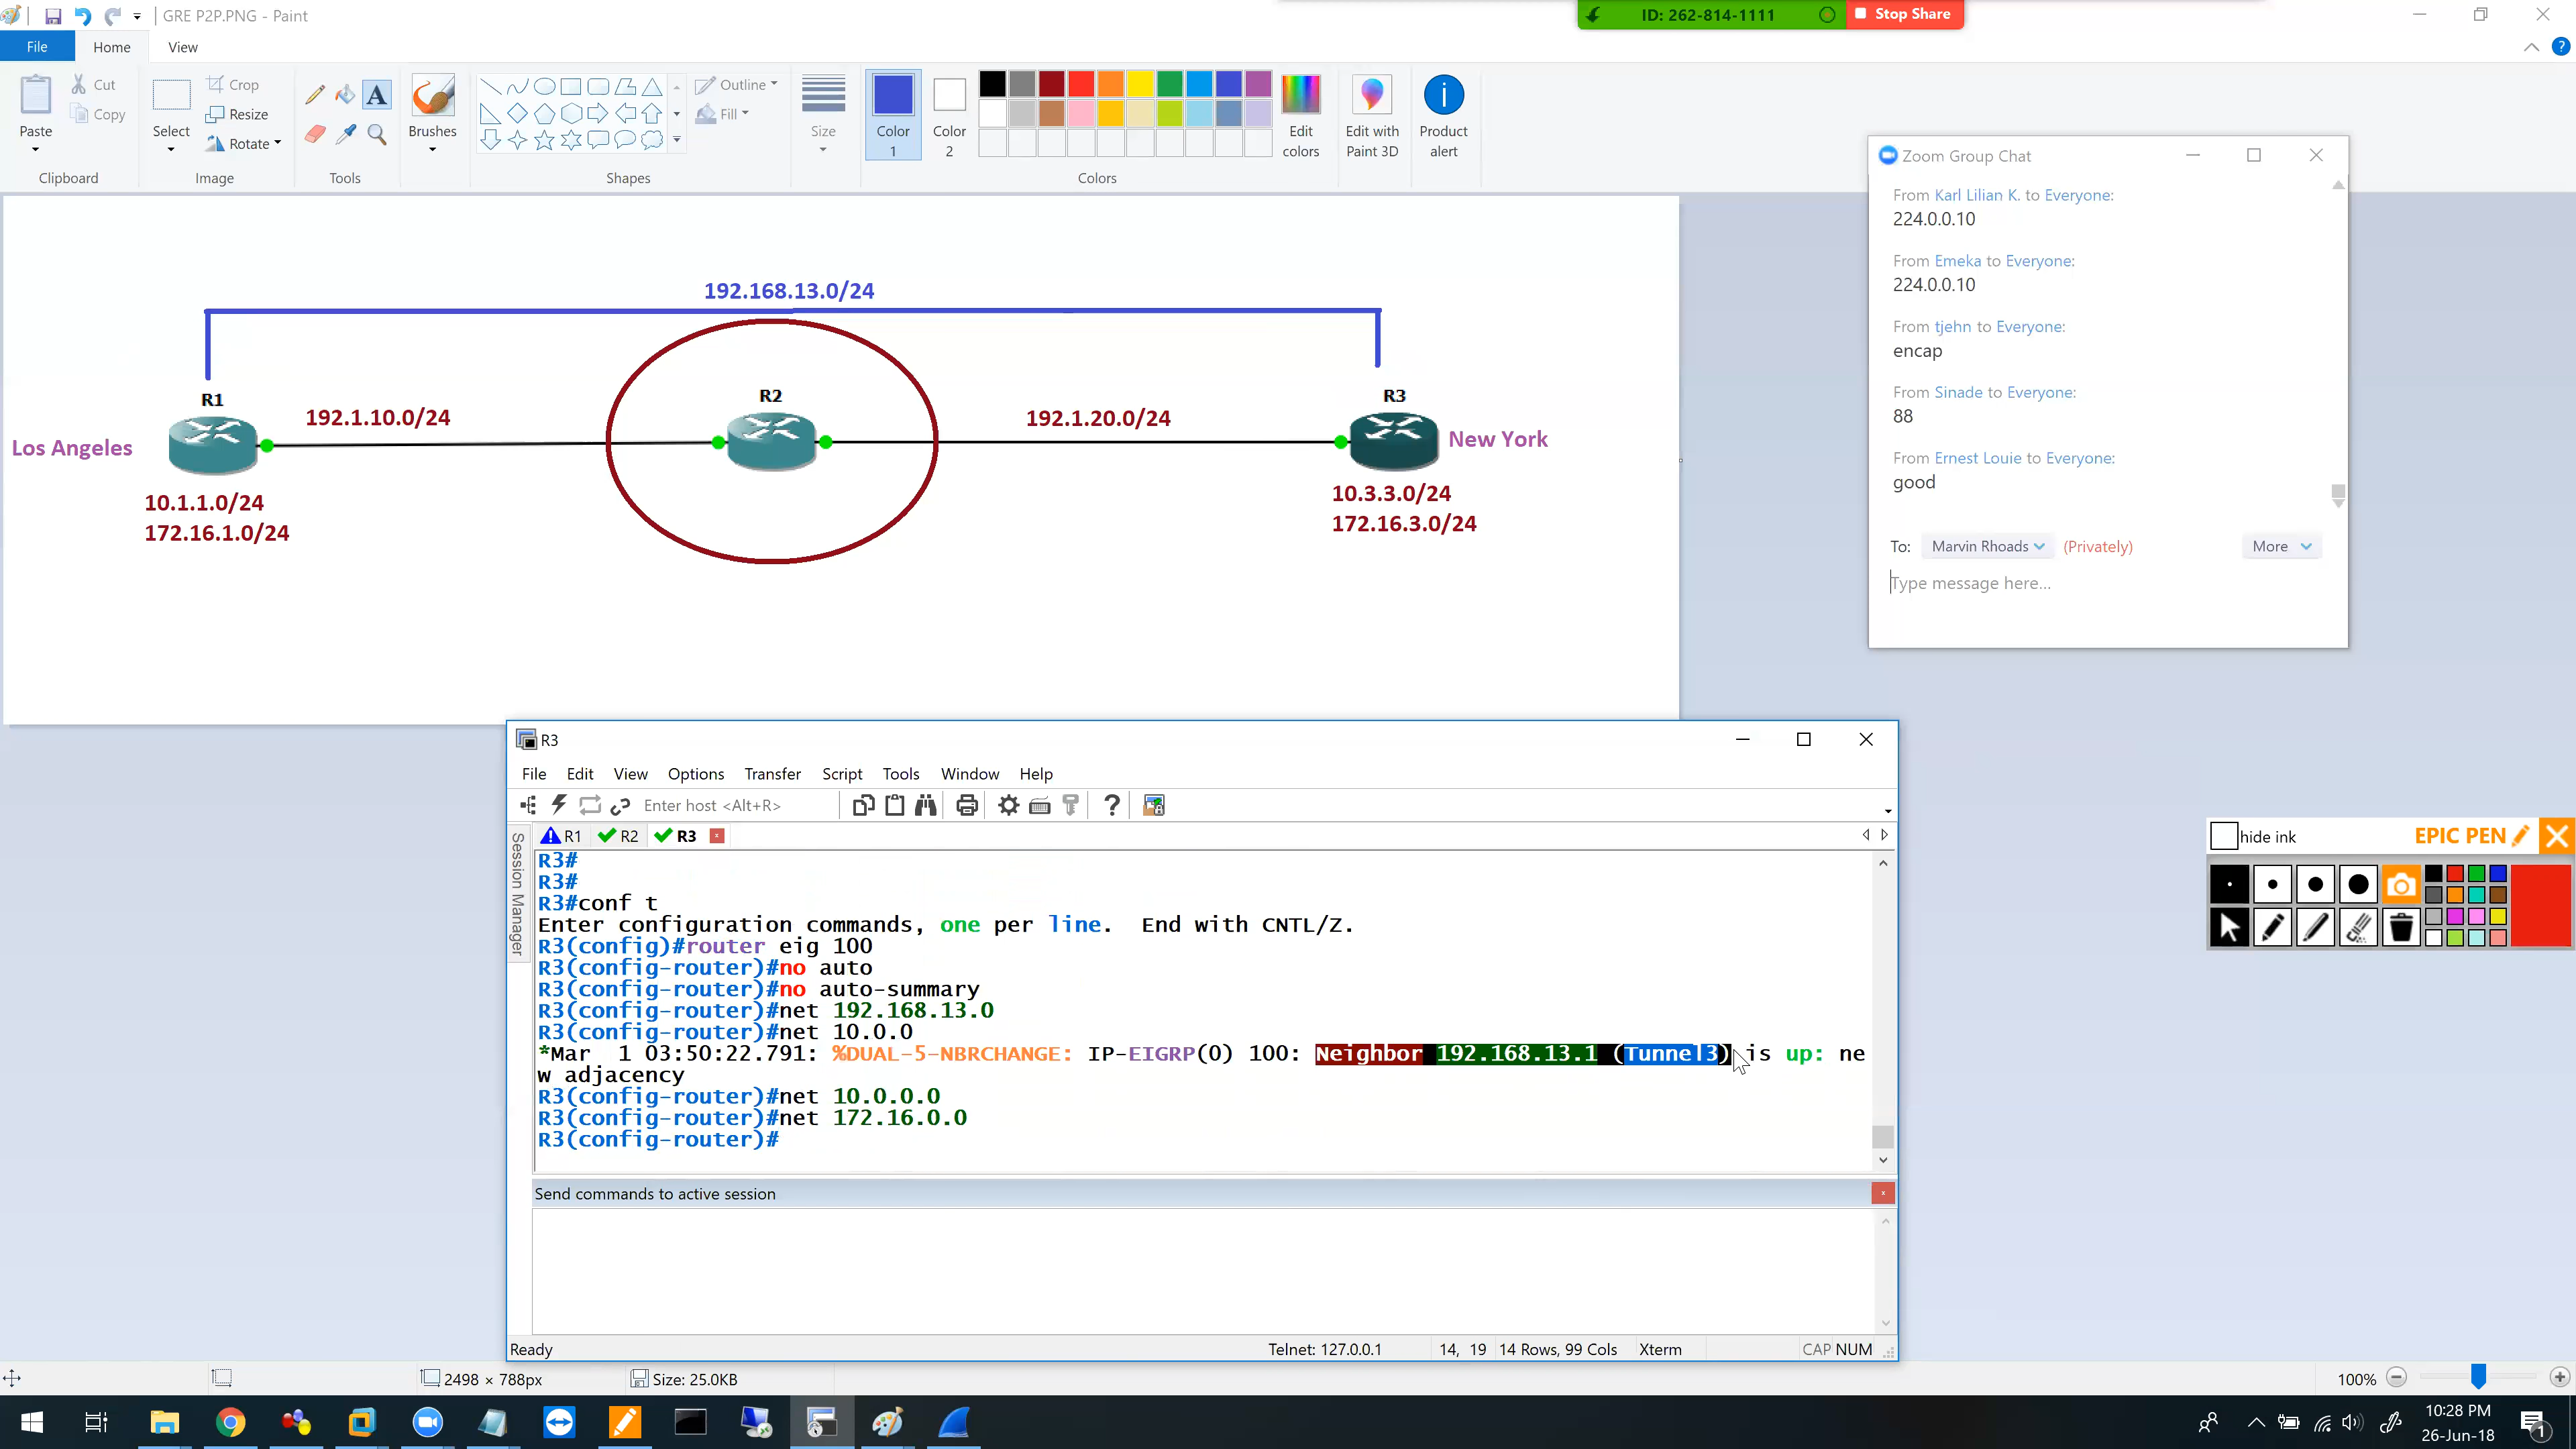 GRE P2P.PNG - Paint
ID: 262-814-1111
Stop Share
File
Home
View
Paste
Cut
Copy
Clipboard
Select
Crop
Resize
Rotate
Image
Tools
Brushes
Shapes
Outline
Fill
Size
Color
1
Color
2
Edit
colors
Colors
Edit with
Paint 3D
Product
alert
192.168.13.0/24
R1
192.1.10.0/24
Los Angeles
10.1.1.0/24
172.16.1.0/24
R2
192.1.20.0/24
R3
New York
10.3.3.0/24
172.16.3.0/24
Zoom Group Chat
From Karl Lilian K. to Everyone:
224.0.0.10
From Emeka to Everyone:
224.0.0.10
From tjehn to Everyone:
encap
From Sinade to Everyone:
88
From Ernest Louie to Everyone:
good
To: Marvin Rhoads (Privately)
More
Type message here...
R3
File Edit View Options Transfer Script Tools Window Help
Enter host <Alt+R>
Session Manager
R1 R2 R3
R3#
R3#
R3#conf t
Enter configuration commands, one per line.  End with CNTL/Z.
R3(config)#router eig 100
R3(config-router)#no auto
R3(config-router)#no auto-summary
R3(config-router)#net 192.168.13.0
R3(config-router)#net 10.0.0
*Mar  1 03:50:22.791: %DUAL-5-NBRCHANGE: IP-EIGRP(0) 100: Neighbor 192.168.13.1 (Tunnel3) is up: ne
w adjacency
R3(config-router)#net 10.0.0.0
R3(config-router)#net 172.16.0.0
R3(config-router)#
Send commands to active session
Ready
Telnet: 127.0.0.1
14, 19
14 Rows, 99 Cols
Xterm
CAP NUM
hide ink
EPIC PEN
2498 × 788px
Size: 25.0KB
100%
10:28 PM
26-Jun-18
1